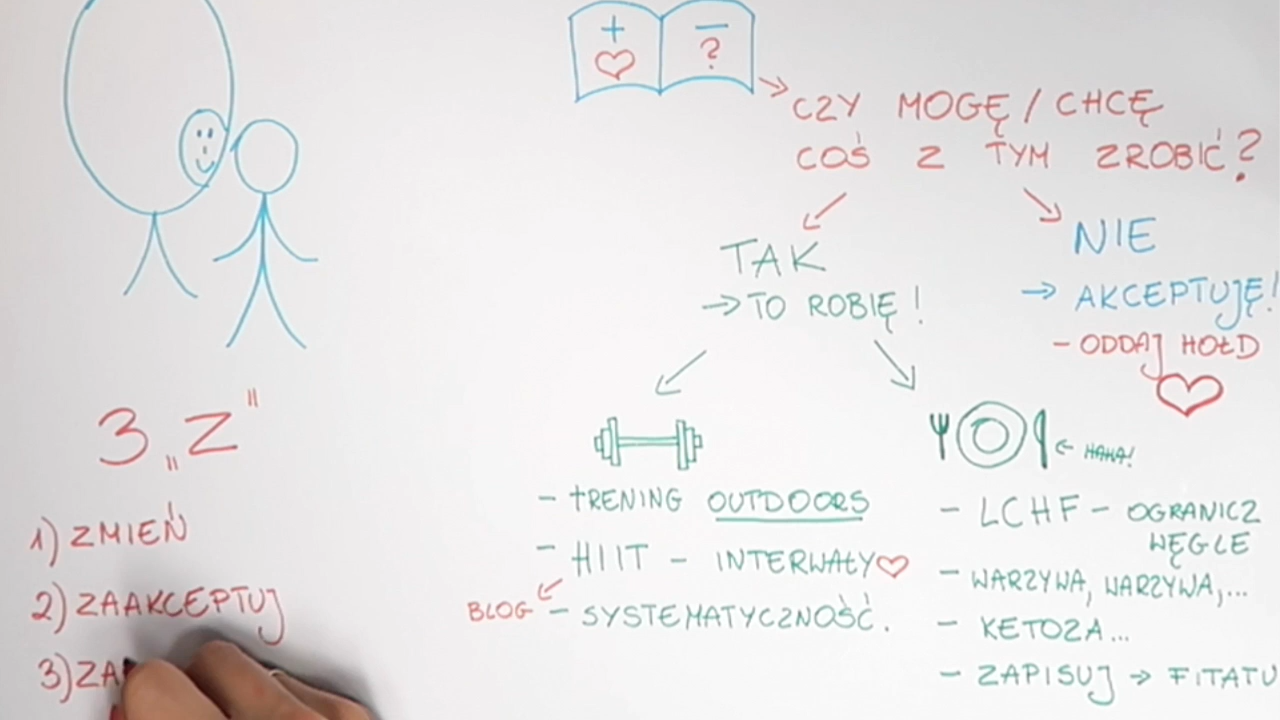 + −
?
CZY MOGĘ / CHCĘ
COŚ Z TYM ZROBIĆ?
TAK
→ TO ROBIĘ!
NIE
→ AKCEPTUJĘ!
- ODDAJ HOŁD
HAHA!
- TRENING OUTDOORS
- HIIT - INTERWAŁY
BLOG
- SYSTEMATYCZNOŚĆ.
- LCHF - OGRANICZ
WĘGLE
- WARZYWA, WARZYWA,...
- KETOZA...
- ZAPISUJ → FITATU
3 „Z"
1) ZMIEŃ
2) ZAAKCEPTUJ
3) ZA